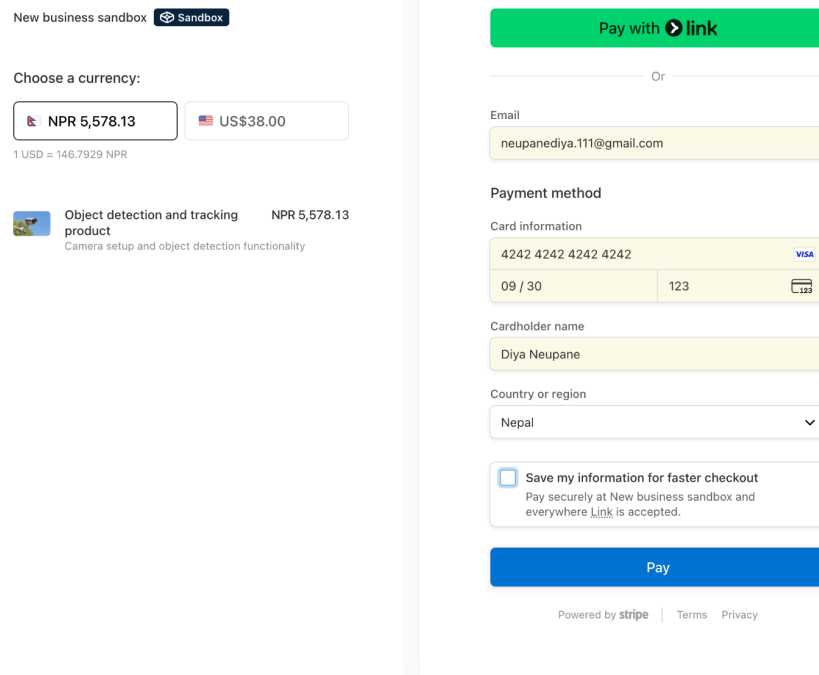 New business sandbox Sandbox
Choose a currency:
NPR 5,578.13 US$38.00
1 USD = 146.7929 NPR
Object detection and tracking product NPR 5,578.13
Camera setup and object detection functionality
Pay with link
Or
Email
neupanediya.111@gmail.com
Payment method
Card information
4242 4242 4242 4242 VISA
09 / 30 123 123
Cardholder name
Diya Neupane
Country or region
Nepal
Save my information for faster checkout
Pay securely at New business sandbox and
everywhere Link is accepted.
Pay
Powered by stripe Terms Privacy